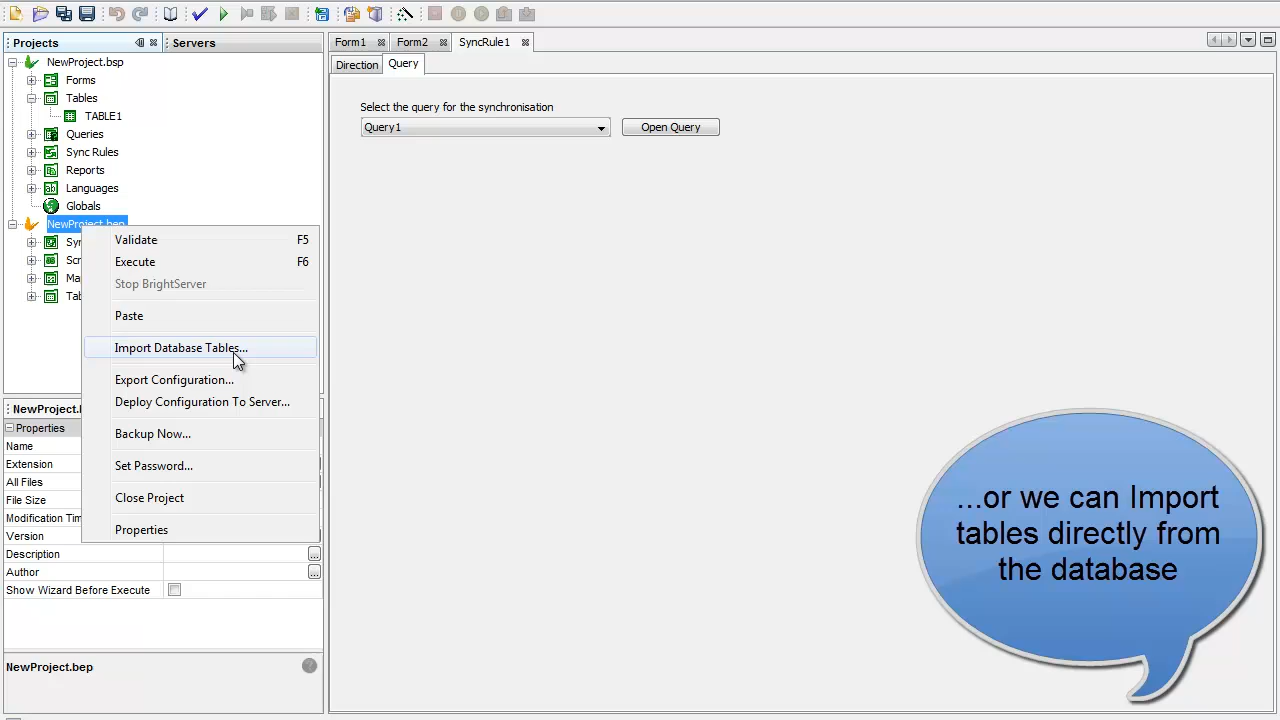 Projects
Servers
NewProject.bsp
Forms
Tables
TABLE1
Queries
Sync Rules
Reports
Languages
Globals
NewProject.bep
Validate F5
Execute F6
Stop BrightServer
Paste
Import Database Tables...
Export Configuration...
Deploy Configuration To Server...
Backup Now...
Set Password...
Close Project
Properties
Properties
Name
Extension
All Files
File Size
Modification Tim
Version
Description ...
Author ...
Show Wizard Before Execute
NewProject.bep
?
Form1
Form2
SyncRule1
Direction
Query
Select the query for the synchronisation
Query1
Open Query
...or we can Import
tables directly from
the database